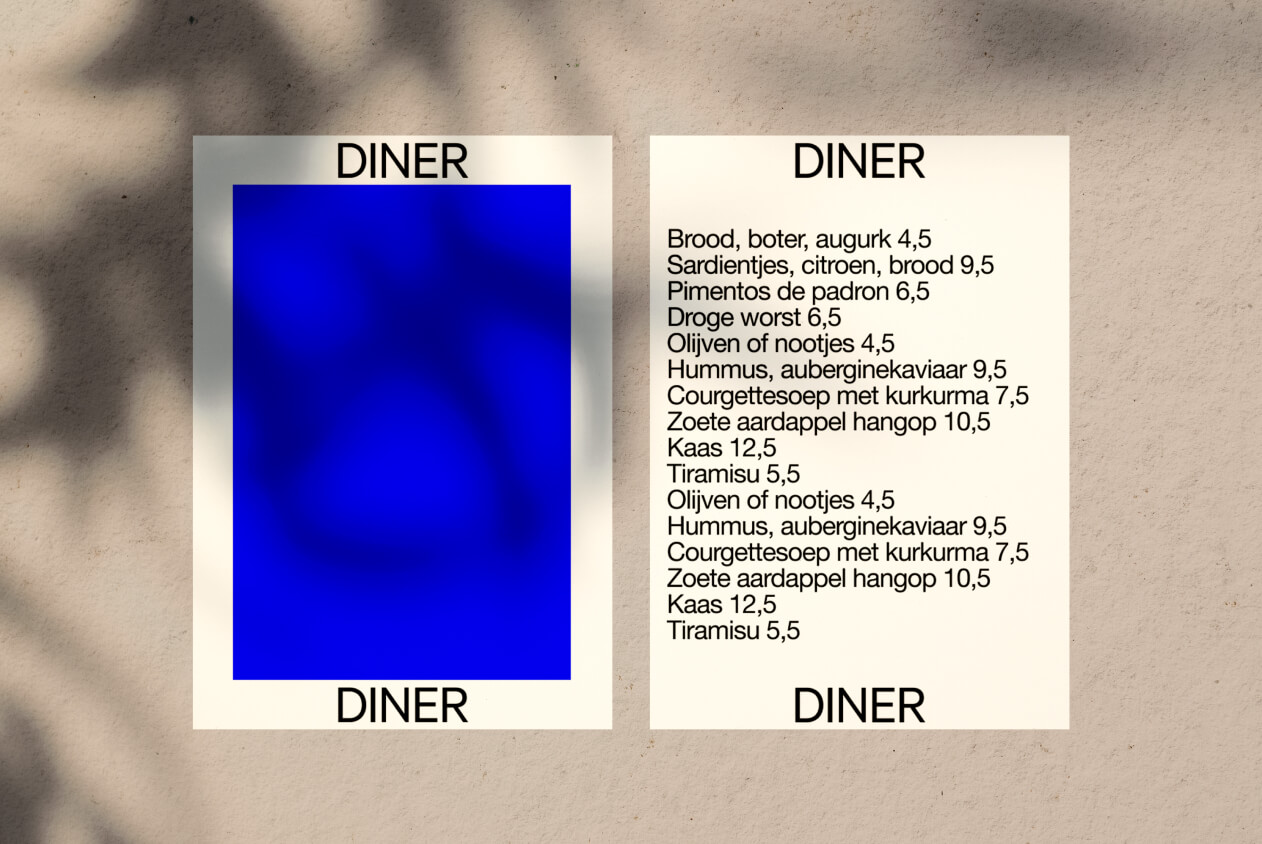 DINER
DINER
DINER
Brood, boter, augurk 4,5
Sardientjes, citroen, brood 9,5
Pimentos de padron 6,5
Droge worst 6,5
Olijven of nootjes 4,5
Hummus, auberginekaviaar 9,5
Courgettesoep met kurkurma 7,5
Zoete aardappel hangop 10,5
Kaas 12,5
Tiramisu 5,5
Olijven of nootjes 4,5
Hummus, auberginekaviaar 9,5
Courgettesoep met kurkurma 7,5
Zoete aardappel hangop 10,5
Kaas 12,5
Tiramisu 5,5
DINER